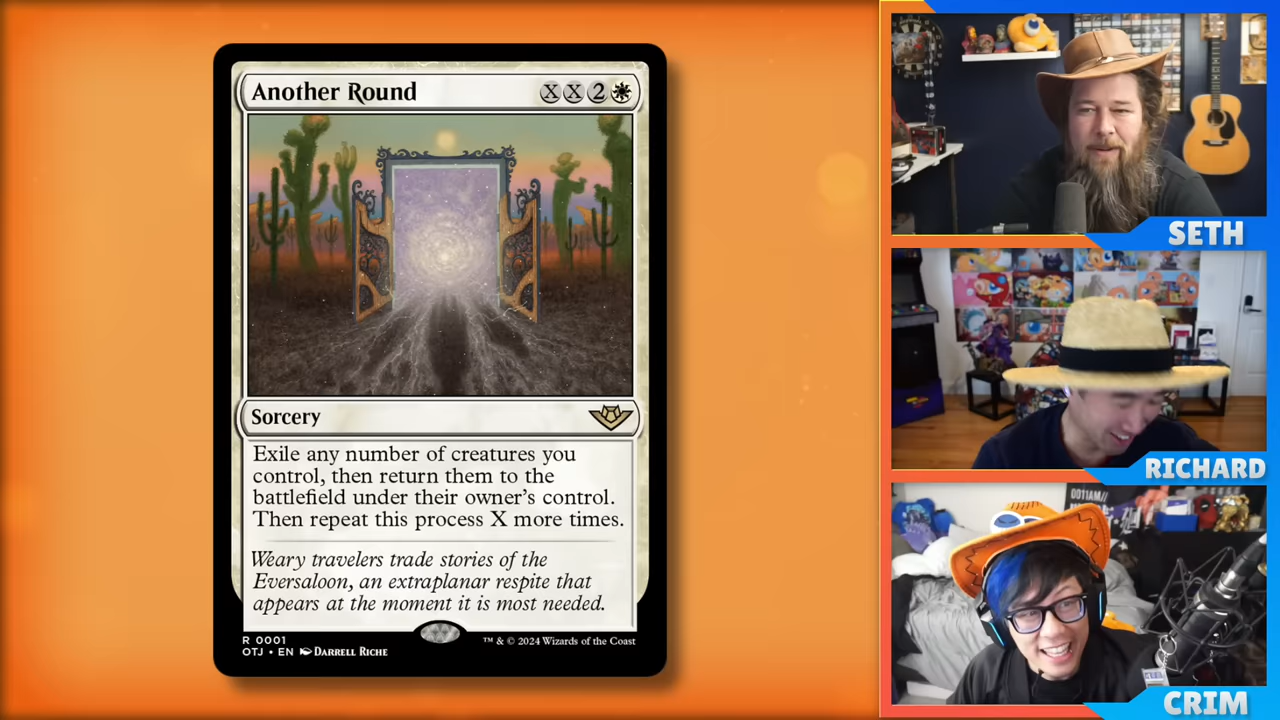 Another Round
X X 2
Sorcery
Exile any number of creatures you
control, then return them to the
battlefield under their owner's control.
Then repeat this process X more times.
Weary travelers trade stories of the
Eversaloon, an extraplanar respite that
appears at the moment it is most needed.
R 0001
OTJ • EN DARRELL RICHE
™ & © 2024 Wizards of the Coast
SETH
RICHARD
0011AM//
CRIM